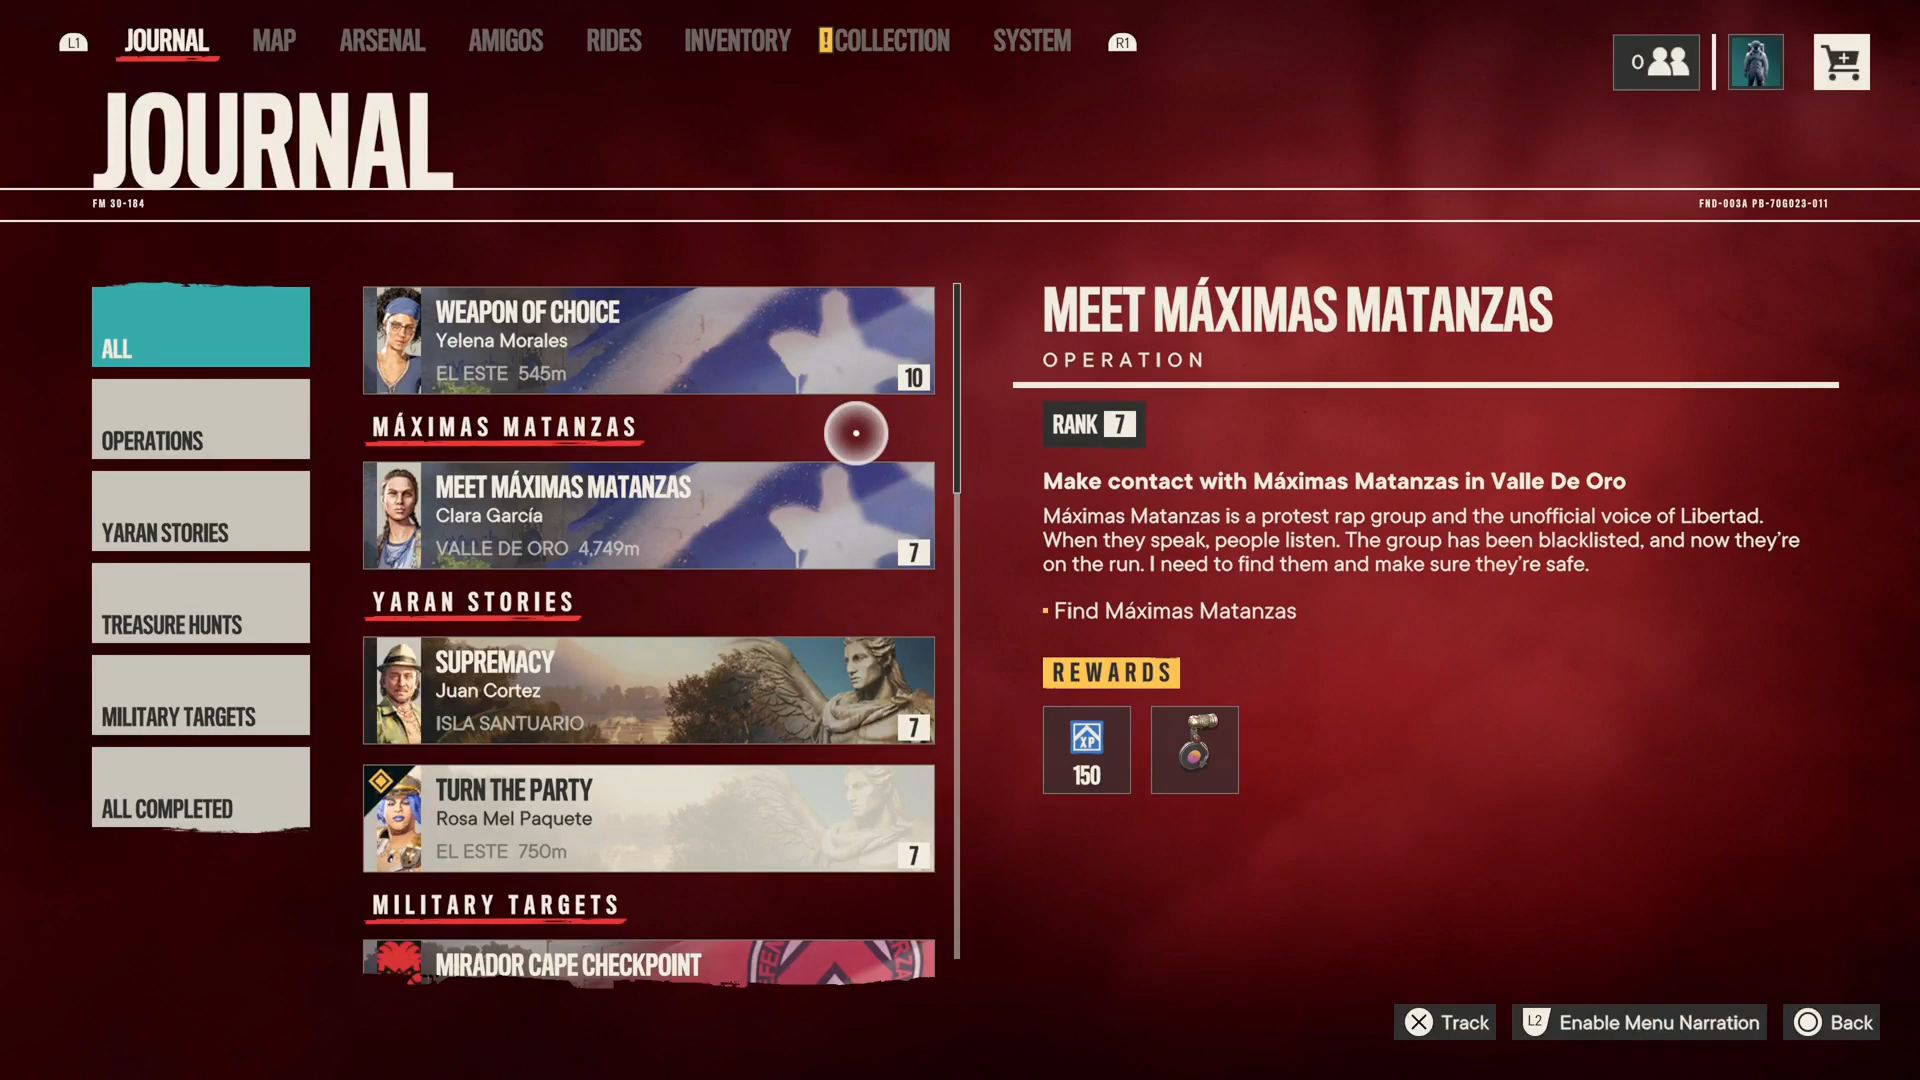 L1
JOURNAL
MAP
ARSENAL
AMIGOS
RIDES
INVENTORY
!COLLECTION
SYSTEM
R1
0
JOURNAL
FM 30-184
FND-003A PB-70G023-011
ALL
OPERATIONS
YARAN STORIES
TREASURE HUNTS
MILITARY TARGETS
ALL COMPLETED
WEAPON OF CHOICE
Yelena Morales
EL ESTE 545m
10
MÁXIMAS MATANZAS
MEET MÁXIMAS MATANZAS
Clara García
VALLE DE ORO 4,749m
7
YARAN STORIES
SUPREMACY
Juan Cortez
ISLA SANTUARIO
7
TURN THE PARTY
Rosa Mel Paquete
EL ESTE 750m
7
MILITARY TARGETS
MIRADOR CAPE CHECKPOINT
MEET MÁXIMAS MATANZAS
OPERATION
RANK 7
Make contact with Máximas Matanzas in Valle De Oro
Máximas Matanzas is a protest rap group and the unofficial voice of Libertad.
When they speak, people listen. The group has been blacklisted, and now they're
on the run. I need to find them and make sure they're safe.
Find Máximas Matanzas
REWARDS
XP
150
Track
L2 Enable Menu Narration
Back